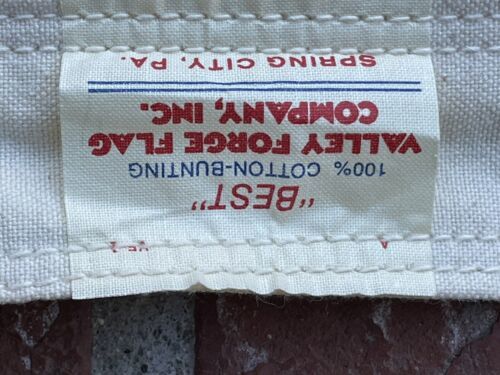 "BEST"
100% COTTON-BUNTING
VALLEY FORGE FLAG
COMPANY, INC.
SPRING CITY, PA.